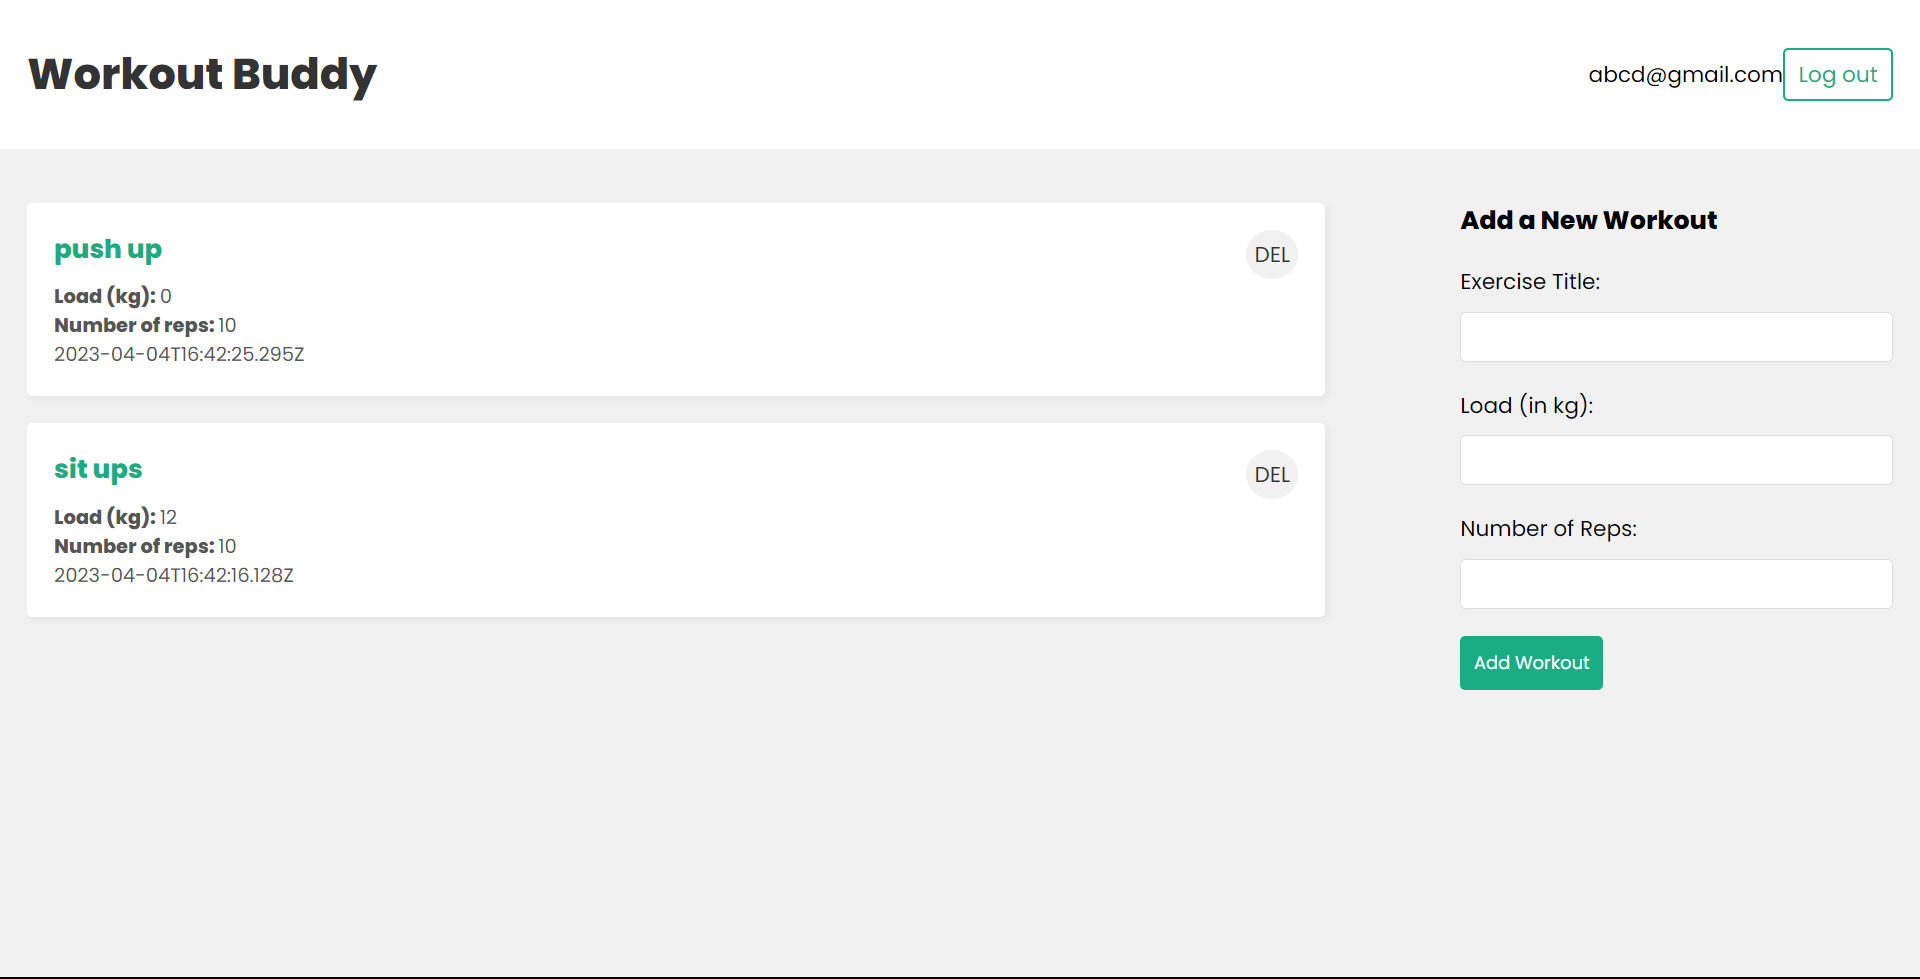 Workout Buddy
abcd@gmail.com
Log out
push up
DEL
Load (kg): 0
Number of reps: 10
2023-04-04T16:42:25.295Z
sit ups
DEL
Load (kg): 12
Number of reps: 10
2023-04-04T16:42:16.128Z
Add a New Workout
Exercise Title:
Load (in kg):
Number of Reps:
Add Workout